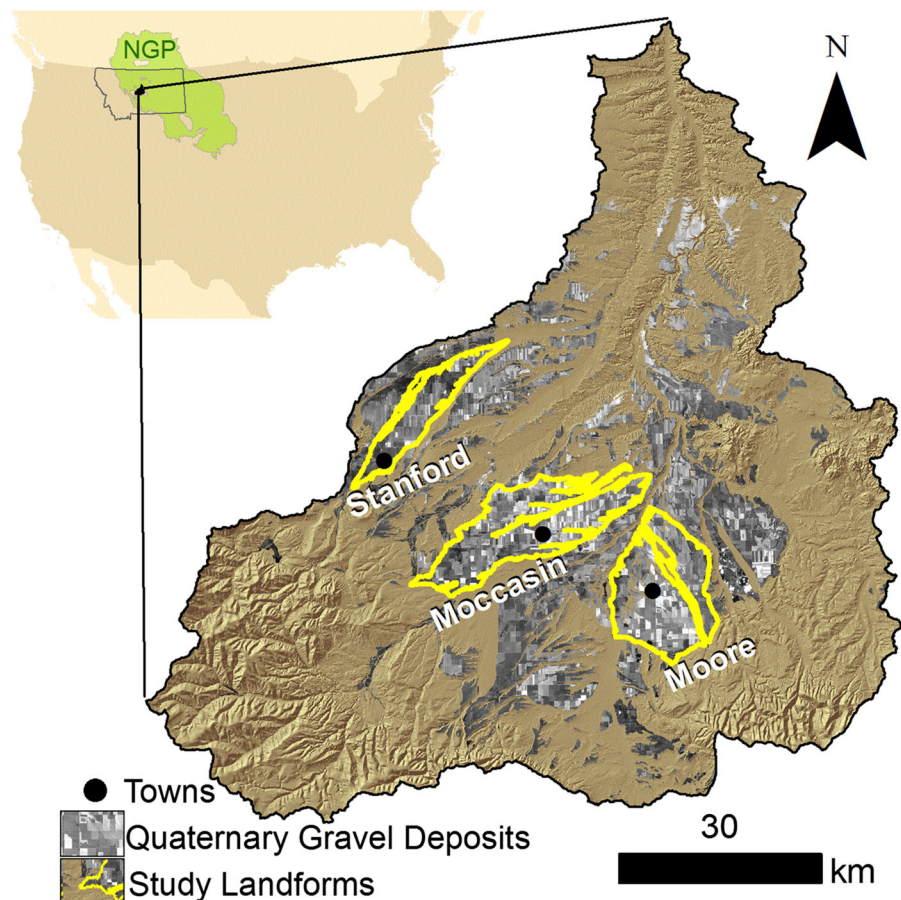 NGP
N
Stanford
Moccasin
Moore
Towns
Quaternary Gravel Deposits
Study Landforms
30
km